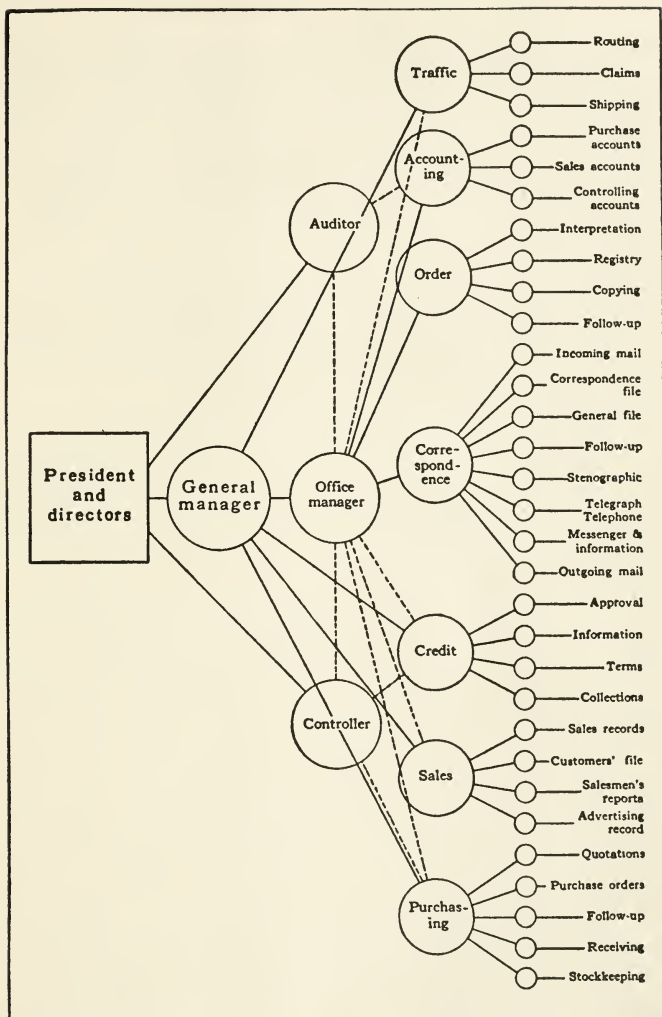 President
and
directors
General
manager
Auditor
Office
manager
Controller
Traffic
Routing
Claims
Shipping
Account-
ing
Purchase
accounts
Sales accounts
Controlling
accounts
Order
Interpretation
Registry
Copying
Follow-up
Corre-
spond-
ence
Incoming mail
Correspondence
file
General file
Follow-up
Stenographic
Telegraph
Telephone
Messenger &
information
Outgoing mail
Credit
Approval
Information
Terms
Collections
Sales
Sales records
Customers' file
Salesmen's
reports
Advertising
record
Purchas-
ing
Quotations
Purchase orders
Follow-up
Receiving
Stockkeeping